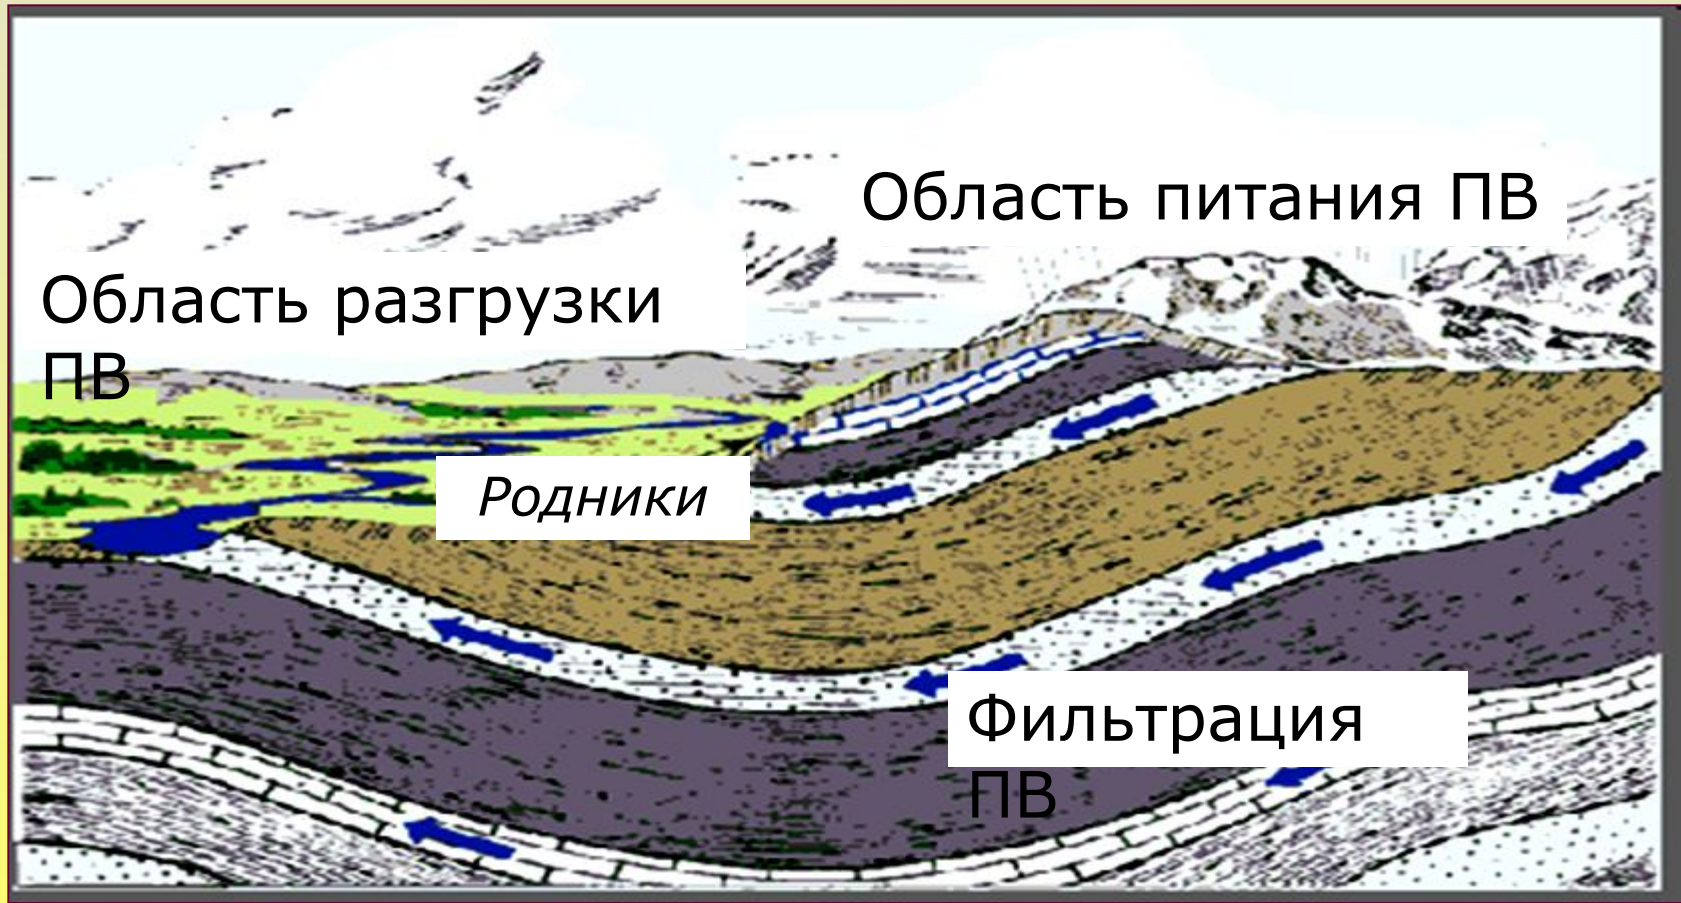 Область питания ПВ
Область разгрузки
ПВ
Родники
Фильтрация
ПВ